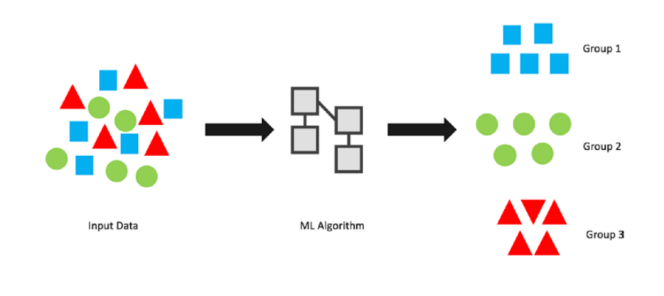 Group 1
Group 2
Input Data
ML Algorithm
Group 3